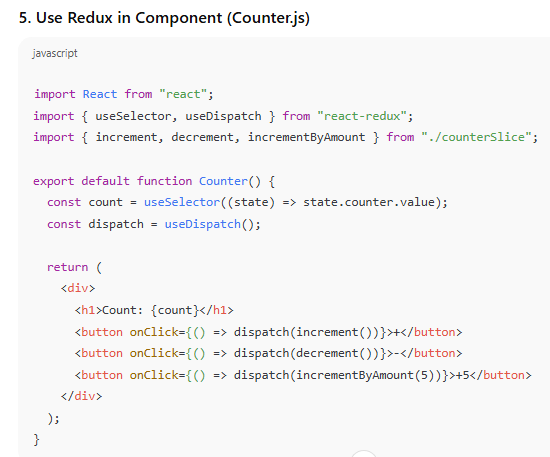 5. Use Redux in Component (Counter.js)
javascript
import React from "react";
import { useSelector, useDispatch } from "react-redux";
import { increment, decrement, incrementByAmount } from "./counterSlice";
export default function Counter() {
  const count = useSelector((state) => state.counter.value);
  const dispatch = useDispatch();
  return (
    <div>
      <h1>Count: {count}</h1>
      <button onClick={() => dispatch(increment())}>+</button>
      <button onClick={() => dispatch(decrement())}>-</button>
      <button onClick={() => dispatch(incrementByAmount(5))}>+5</button>
    </div>
  );
}